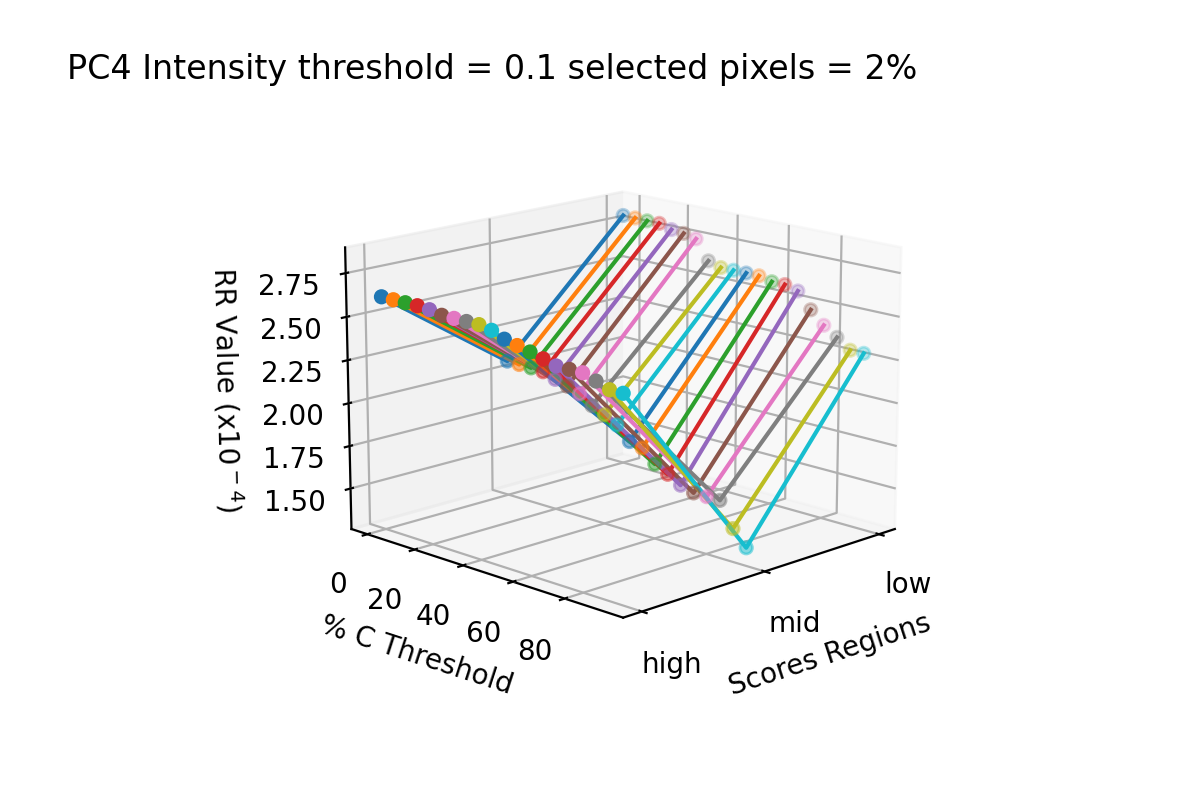 PC4 Intensity threshold = 0.1 selected pixels = 2%
RR Value (x10⁻⁴)
2.75
2.50
2.25
2.00
1.75
1.50
0
20
40
60
80
% C Threshold
high
mid
low
Scores Regions